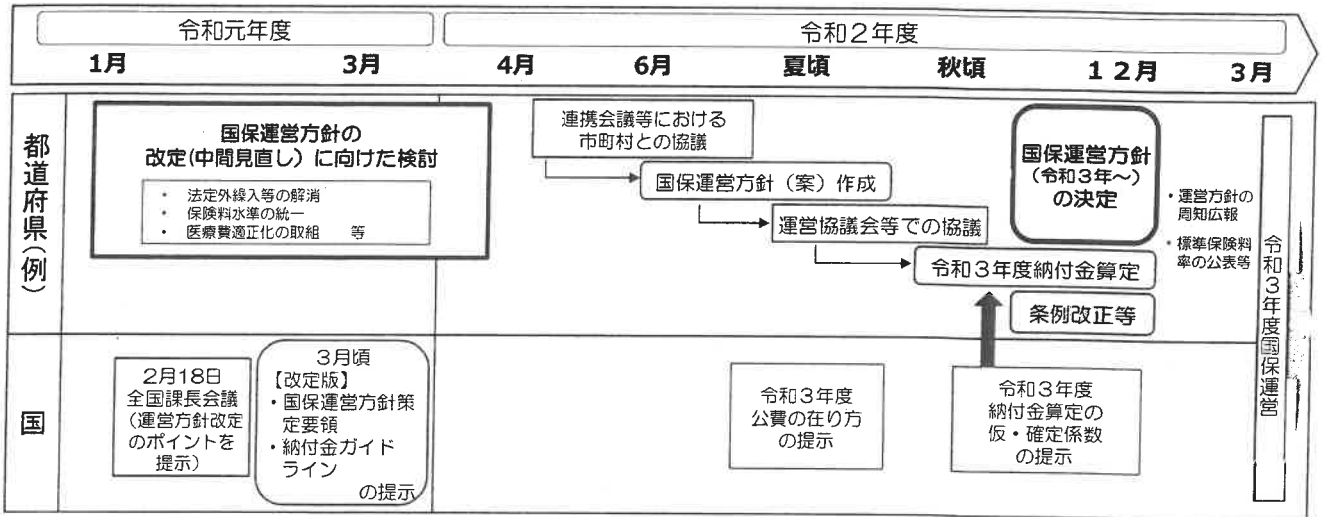 令和元年度
令和２年度
1月
3月
4月
6月
夏頃
秋頃
１２月
3月
都道府県(例)
国保運営方針の
改定(中間見直し）に向けた検討
・　法定外繰入等の解消
・　保険料水準の統一
・　医療費適正化の取組　　等
連携会議等における
市町村との協議
国保運営方針（案）作成
運営協議会等での協議
令和３年度納付金算定
国保運営方針
（令和３年～）
の決定
条例改正等
・運営方針の
周知広報
・標準保険料
率の公表等
令和３年度国保運営
国
２月18日
全国課長会議
（運営方針改定
のポイントを
提示）
３月頃
【改定版】
・国保運営方針策
定要領
・納付金ガイド
ライン
の提示
令和３年度
公費の在り方
の提示
令和３年度
納付金算定の
仮・確定係数
の提示